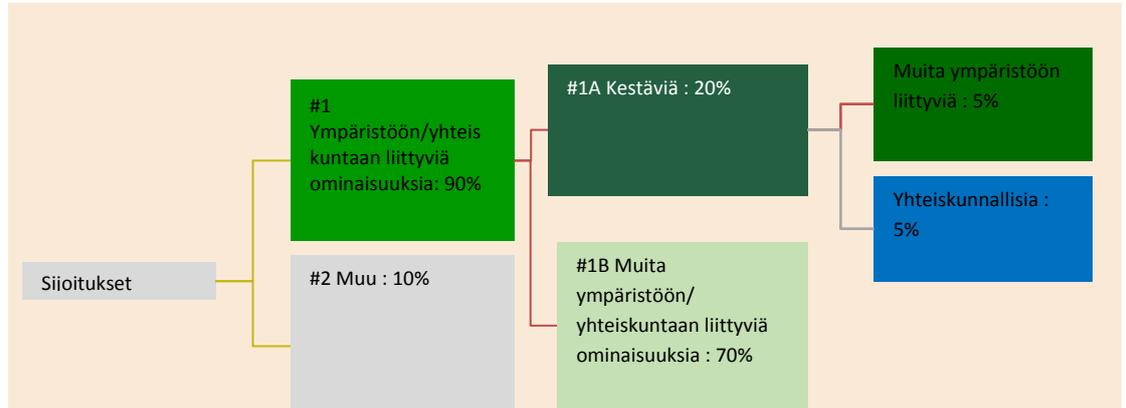 Sijoitukset
#1
Ympäristöön/yhteis
kuntaan liittyviä
ominaisuuksia: 90%
#2 Muu : 10%
#1A Kestäviä : 20%
#1B Muita
ympäristöön/
yhteiskuntaan liittyviä
ominaisuuksia : 70%
Muita ympäristöön
liittyviä : 5%
Yhteiskunnallisia :
5%